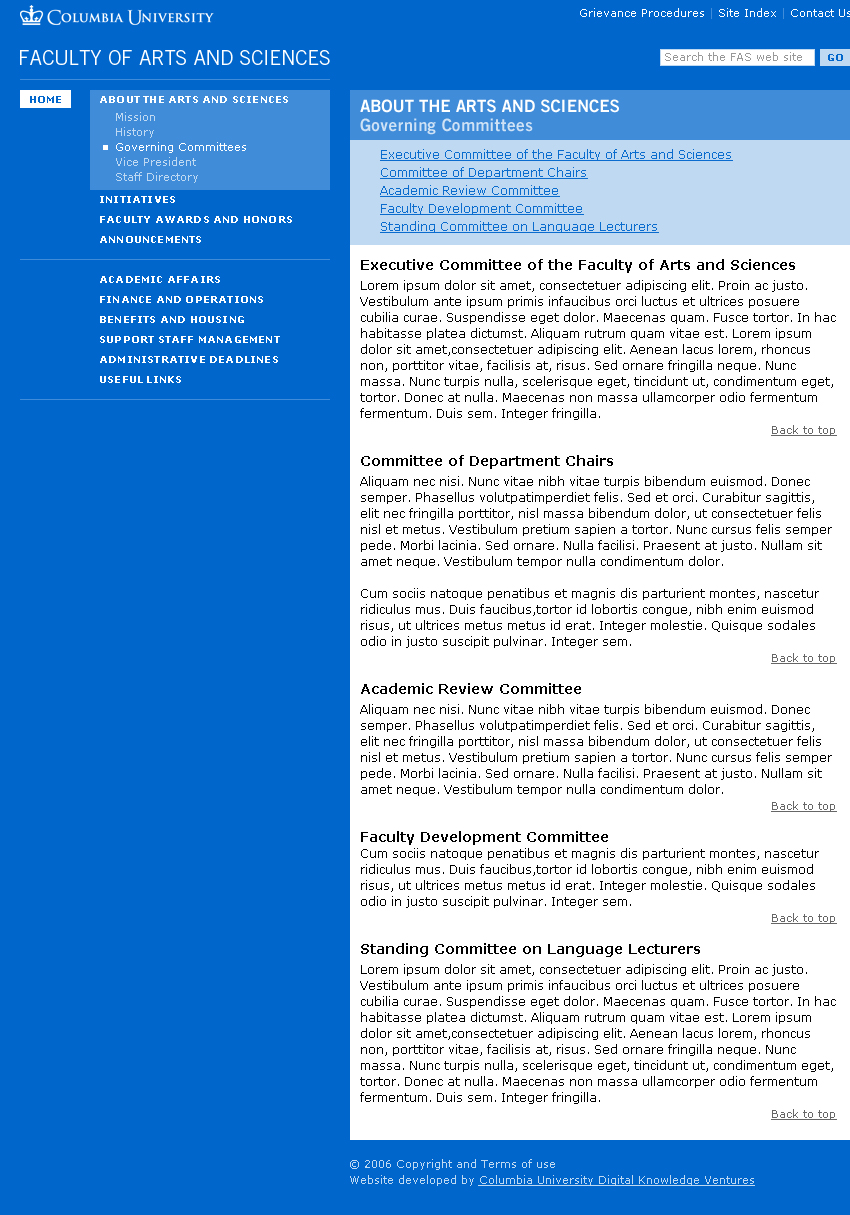 COLUMBIA UNIVERSITY
Grievance Procedures | Site Index | Contact Us
FACULTY OF ARTS AND SCIENCES
Search the FAS web site GO
HOME
ABOUT THE ARTS AND SCIENCES
Mission
History
Governing Committees
Vice President
Staff Directory
INITIATIVES
FACULTY AWARDS AND HONORS
ANNOUNCEMENTS
ACADEMIC AFFAIRS
FINANCE AND OPERATIONS
BENEFITS AND HOUSING
SUPPORT STAFF MANAGEMENT
ADMINISTRATIVE DEADLINES
USEFUL LINKS
ABOUT THE ARTS AND SCIENCES
Governing Committees
Executive Committee of the Faculty of Arts and Sciences
Committee of Department Chairs
Academic Review Committee
Faculty Development Committee
Standing Committee on Language Lecturers
Executive Committee of the Faculty of Arts and Sciences
Lorem ipsum dolor sit amet, consectetuer adipiscing elit. Proin ac justo.
Vestibulum ante ipsum primis infaucibus orci luctus et ultrices posuere
cubilia curae. Suspendisse eget dolor. Maecenas quam. Fusce tortor. In hac
habitasse platea dictumst. Aliquam rutrum quam vitae est. Lorem ipsum
dolor sit amet,consectetuer adipiscing elit. Aenean lacus lorem, rhoncus
non, porttitor vitae, facilisis at, risus. Sed ornare fringilla neque. Nunc
massa. Nunc turpis nulla, scelerisque eget, tincidunt ut, condimentum eget,
tortor. Donec at nulla. Maecenas non massa ullamcorper odio fermentum
fermentum. Duis sem. Integer fringilla.
Back to top
Committee of Department Chairs
Aliquam nec nisi. Nunc vitae nibh vitae turpis bibendum euismod. Donec
semper. Phasellus volutpatimperdiet felis. Sed et orci. Curabitur sagittis,
elit nec fringilla porttitor, nisl massa bibendum dolor, ut consectetuer felis
nisl et metus. Vestibulum pretium sapien a tortor. Nunc cursus felis semper
pede. Morbi lacinia. Sed ornare. Nulla facilisi. Praesent at justo. Nullam sit
amet neque. Vestibulum tempor nulla condimentum dolor.
Cum sociis natoque penatibus et magnis dis parturient montes, nascetur
ridiculus mus. Duis faucibus,tortor id lobortis congue, nibh enim euismod
risus, ut ultrices metus metus id erat. Integer molestie. Quisque sodales
odio in justo suscipit pulvinar. Integer sem.
Back to top
Academic Review Committee
Aliquam nec nisi. Nunc vitae nibh vitae turpis bibendum euismod. Donec
semper. Phasellus volutpatimperdiet felis. Sed et orci. Curabitur sagittis,
elit nec fringilla porttitor, nisl massa bibendum dolor, ut consectetuer felis
nisl et metus. Vestibulum pretium sapien a tortor. Nunc cursus felis semper
pede. Morbi lacinia. Sed ornare. Nulla facilisi. Praesent at justo. Nullam sit
amet neque. Vestibulum tempor nulla condimentum dolor.
Back to top
Faculty Development Committee
Cum sociis natoque penatibus et magnis dis parturient montes, nascetur
ridiculus mus. Duis faucibus,tortor id lobortis congue, nibh enim euismod
risus, ut ultrices metus metus id erat. Integer molestie. Quisque sodales
odio in justo suscipit pulvinar. Integer sem.
Back to top
Standing Committee on Language Lecturers
Lorem ipsum dolor sit amet, consectetuer adipiscing elit. Proin ac justo.
Vestibulum ante ipsum primis infaucibus orci luctus et ultrices posuere
cubilia curae. Suspendisse eget dolor. Maecenas quam. Fusce tortor. In hac
habitasse platea dictumst. Aliquam rutrum quam vitae est. Lorem ipsum
dolor sit amet,consectetuer adipiscing elit. Aenean lacus lorem, rhoncus
non, porttitor vitae, facilisis at, risus. Sed ornare fringilla neque. Nunc
massa. Nunc turpis nulla, scelerisque eget, tincidunt ut, condimentum eget,
tortor. Donec at nulla. Maecenas non massa ullamcorper odio fermentum
fermentum. Duis sem. Integer fringilla.
Back to top
© 2006 Copyright and Terms of use
Website developed by Columbia University Digital Knowledge Ventures